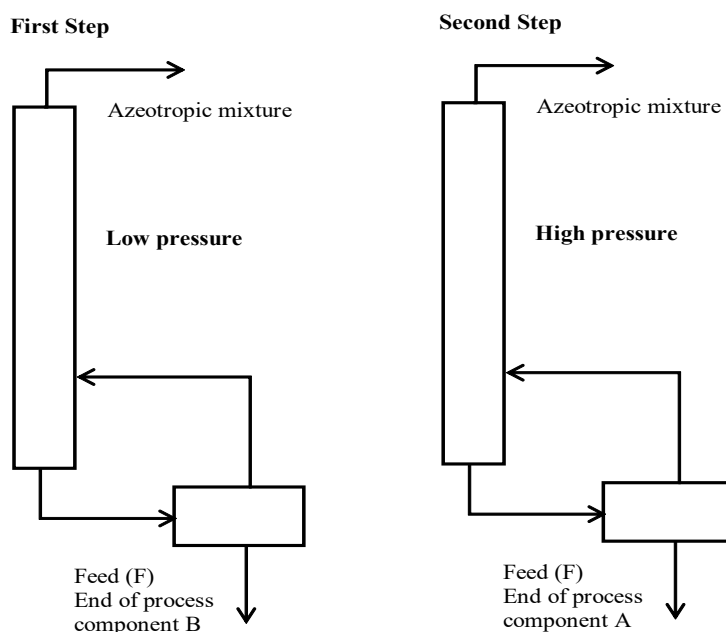 First Step
Azeotropic mixture
Low pressure
Feed (F)
End of process
component B
Second Step
Azeotropic mixture
High pressure
Feed (F)
End of process
component A